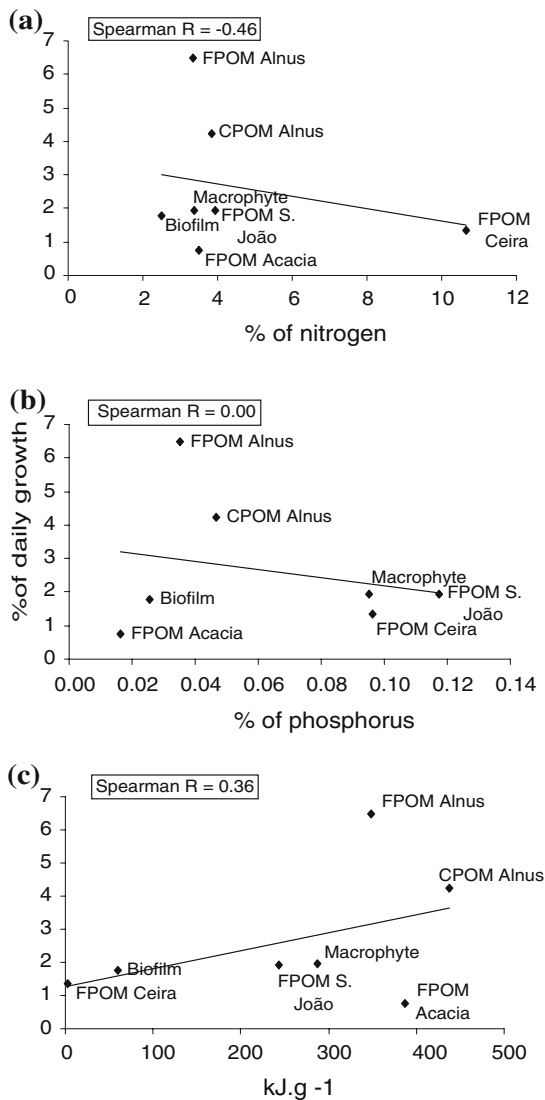 (a)
Spearman R = -0.46
7
6
5
4
3
2
1
0
FPOM Alnus
CPOM Alnus
Macrophyte
FPOM S.
João
Biofilm
FPOM Acacia
FPOM
Ceira
0 2 4 6 8 10 12
% of nitrogen
(b)
Spearman R = 0.00
%of daily growth
7
6
5
4
3
2
1
0
FPOM Alnus
CPOM Alnus
Macrophyte
Biofilm
FPOM S.
João
FPOM Ceira
FPOM Acacia
0.00 0.02 0.04 0.06 0.08 0.10 0.12 0.14
% of phosphorus
(c)
Spearman R = 0.36
7
6
5
4
3
2
1
0
FPOM Alnus
CPOM Alnus
Macrophyte
Biofilm
FPOM Ceira
FPOM S.
João
FPOM
Acacia
0 100 200 300 400 500
kJ.g -1